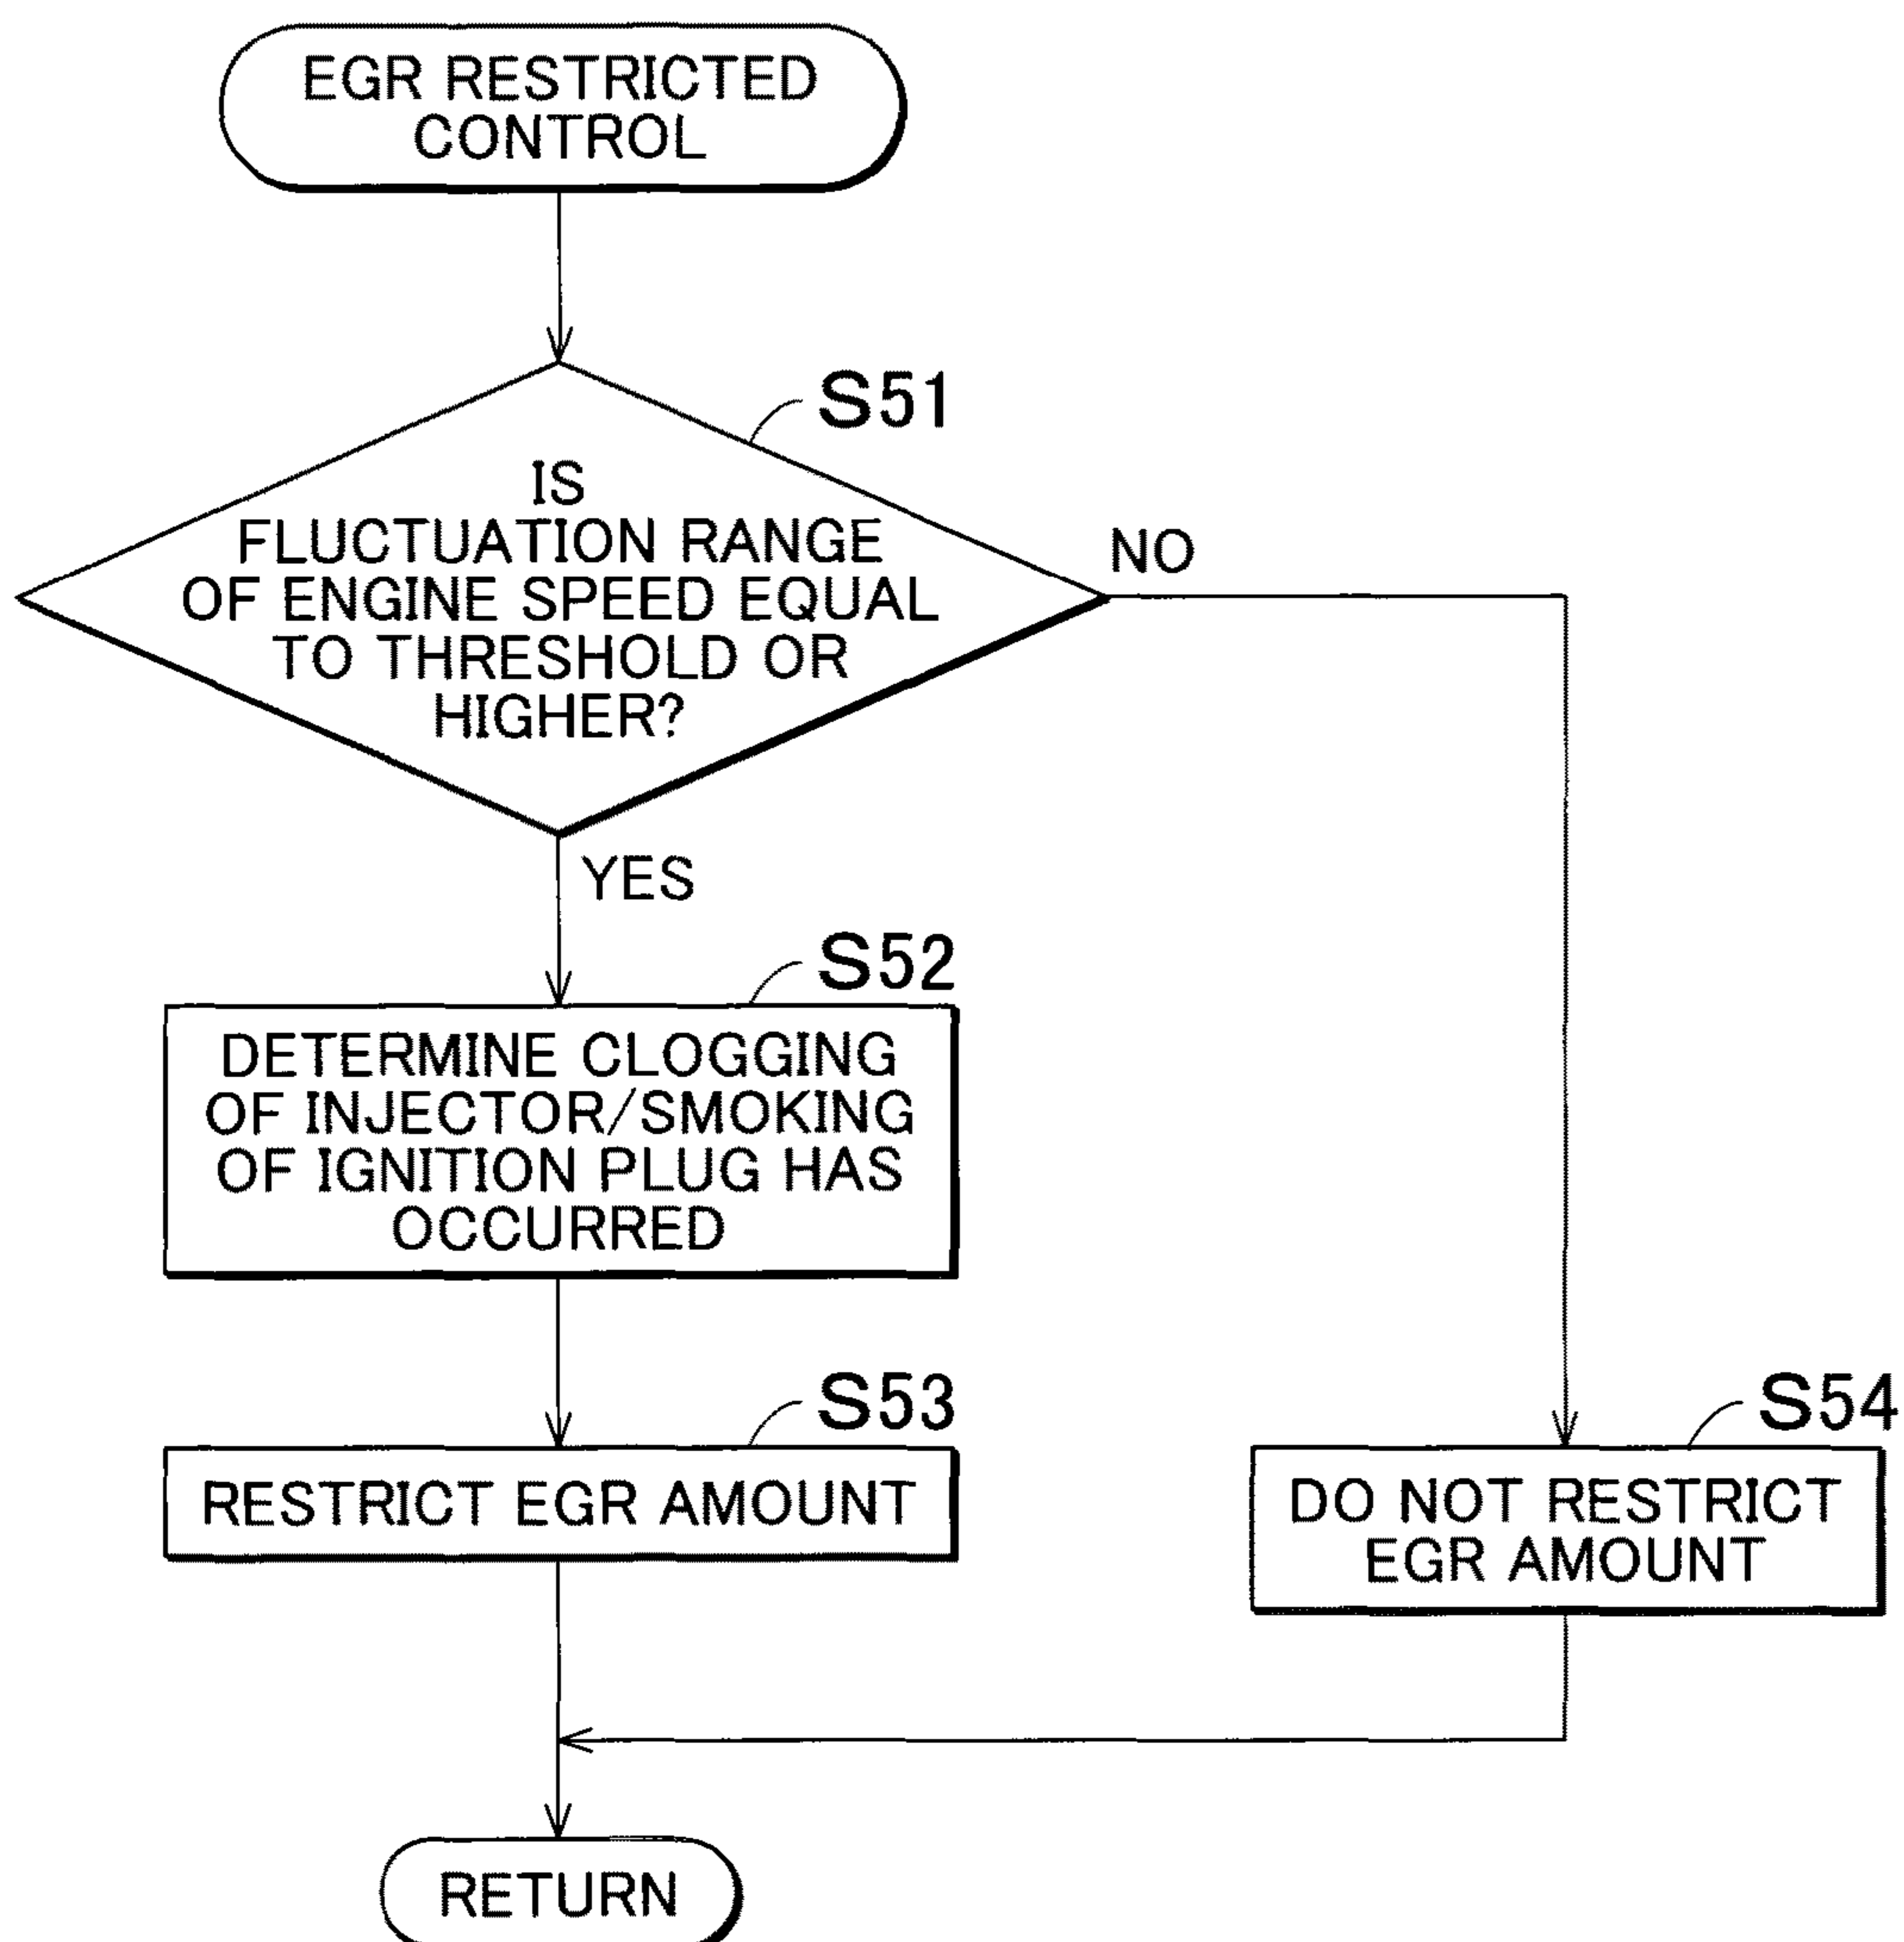 EGR RESTRICTED
CONTROL
S51
IS
FLUCTUATION RANGE
OF ENGINE SPEED EQUAL
TO THRESHOLD OR
HIGHER?
NO
YES
S52
DETERMINE CLOGGING
OF INJECTOR/SMOKING
OF IGNITION PLUG HAS
OCCURRED
S53
RESTRICT EGR AMOUNT
S54
DO NOT RESTRICT
EGR AMOUNT
RETURN